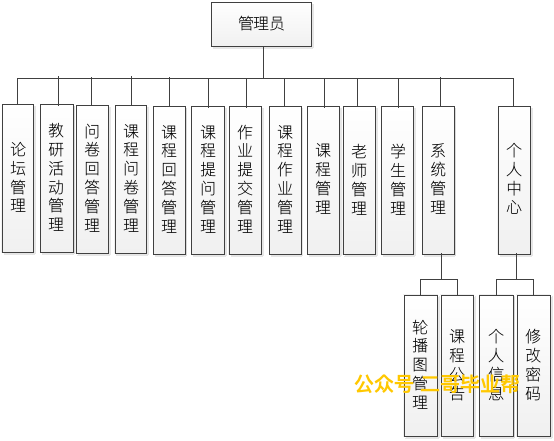 管理员
论坛管理
教研活动管理
问卷回答管理
课程问卷管理
课程回答管理
课程提问管理
作业提交管理
课程作业管理
课程管理
老师管理
学生管理
系统管理
个人中心
轮播图管理
课程公告
个人信息
修改密码
公众号 二哥毕业帮